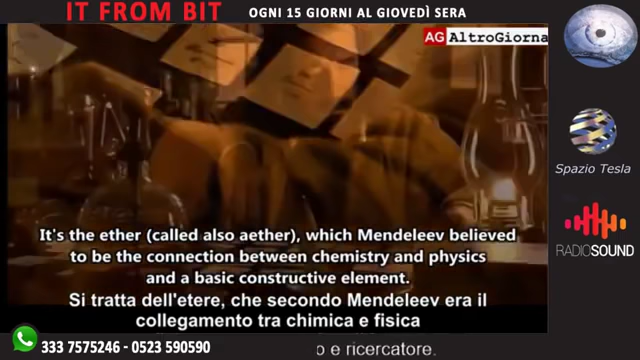 IT FROM BIT OGNI 15 GIORNI AL GIOVEDÌ SERA
AG AltroGiorna
It's the ether (called also aether), which Mendeleev believed
to be the connection between chemistry and physics
and a basic constructive element.
Si tratta dell'etere, che secondo Mendeleev era il
collegamento tra chimica e fisica
Spazio Tesla
RADIOSOUND
333 7575246 - 0523 590590
o e ricercatore.